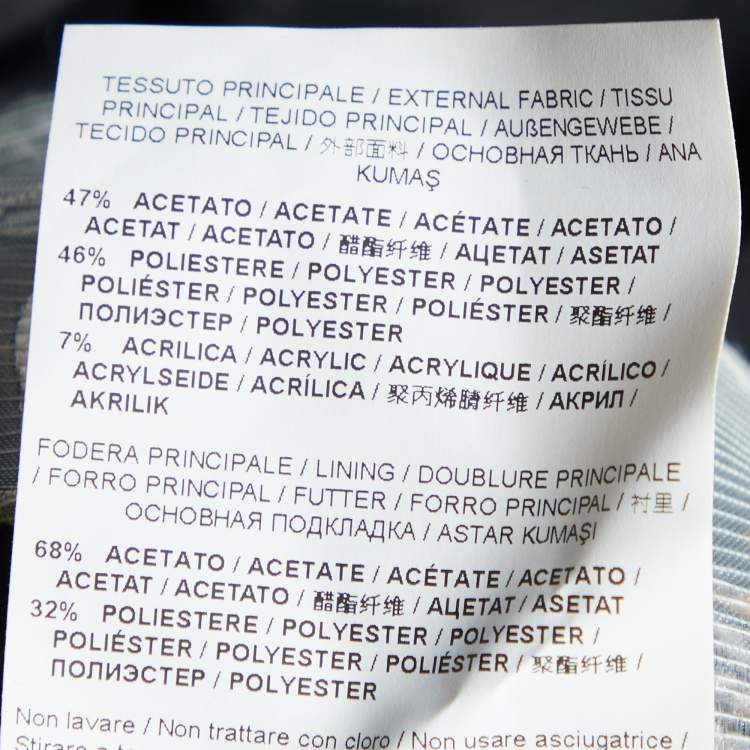 TESSUTO PRINCIPALE / EXTERNAL FABRIC / TISSU
PRINCIPAL / TEJIDO PRINCIPAL / AUßENGEWEBE /
TECIDO PRINCIPAL / 外部面料 / ОСНОВНАЯ ТКАНЬ / ANA
KUMAŞ
47% ACETATO / ACETATE / ACÉTATE / ACETATO /
ACETAT / ACETATO / 醋酯纤维 / АЦЕТАТ / ASETAT
46% POLIESTERE / POLYESTER / POLYESTER /
POLIÉSTER / POLYESTER / POLIÉSTER / 聚酯纤维 /
ПОЛИЭСТЕР / POLYESTER
7% ACRILICA / ACRYLIC / ACRYLIQUE / ACRÍLICO /
ACRYLSEIDE / ACRÍLICA / 聚丙烯腈纤维 / АКРИЛ /
AKRILIK
FODERA PRINCIPALE / LINING / DOUBLURE PRINCIPALE
/ FORRO PRINCIPAL / FUTTER / FORRO PRINCIPAL / 衬里 /
ОСНОВНАЯ ПОДКЛАДКА / ASTAR KUMAŞI
68% ACETATO / ACETATE / ACÉTATE / ACETATO /
ACETAT / ACETATO / 醋酯纤维 / АЦЕТАТ / ASETAT
32% POLIESTERE / POLYESTER / POLYESTER /
POLIÉSTER / POLYESTER / POLIÉSTER / 聚酯纤维 /
ПОЛИЭСТЕР / POLYESTER
Non lavare / Non trattare con cloro / Non usare asciugatrice /
Stirare a